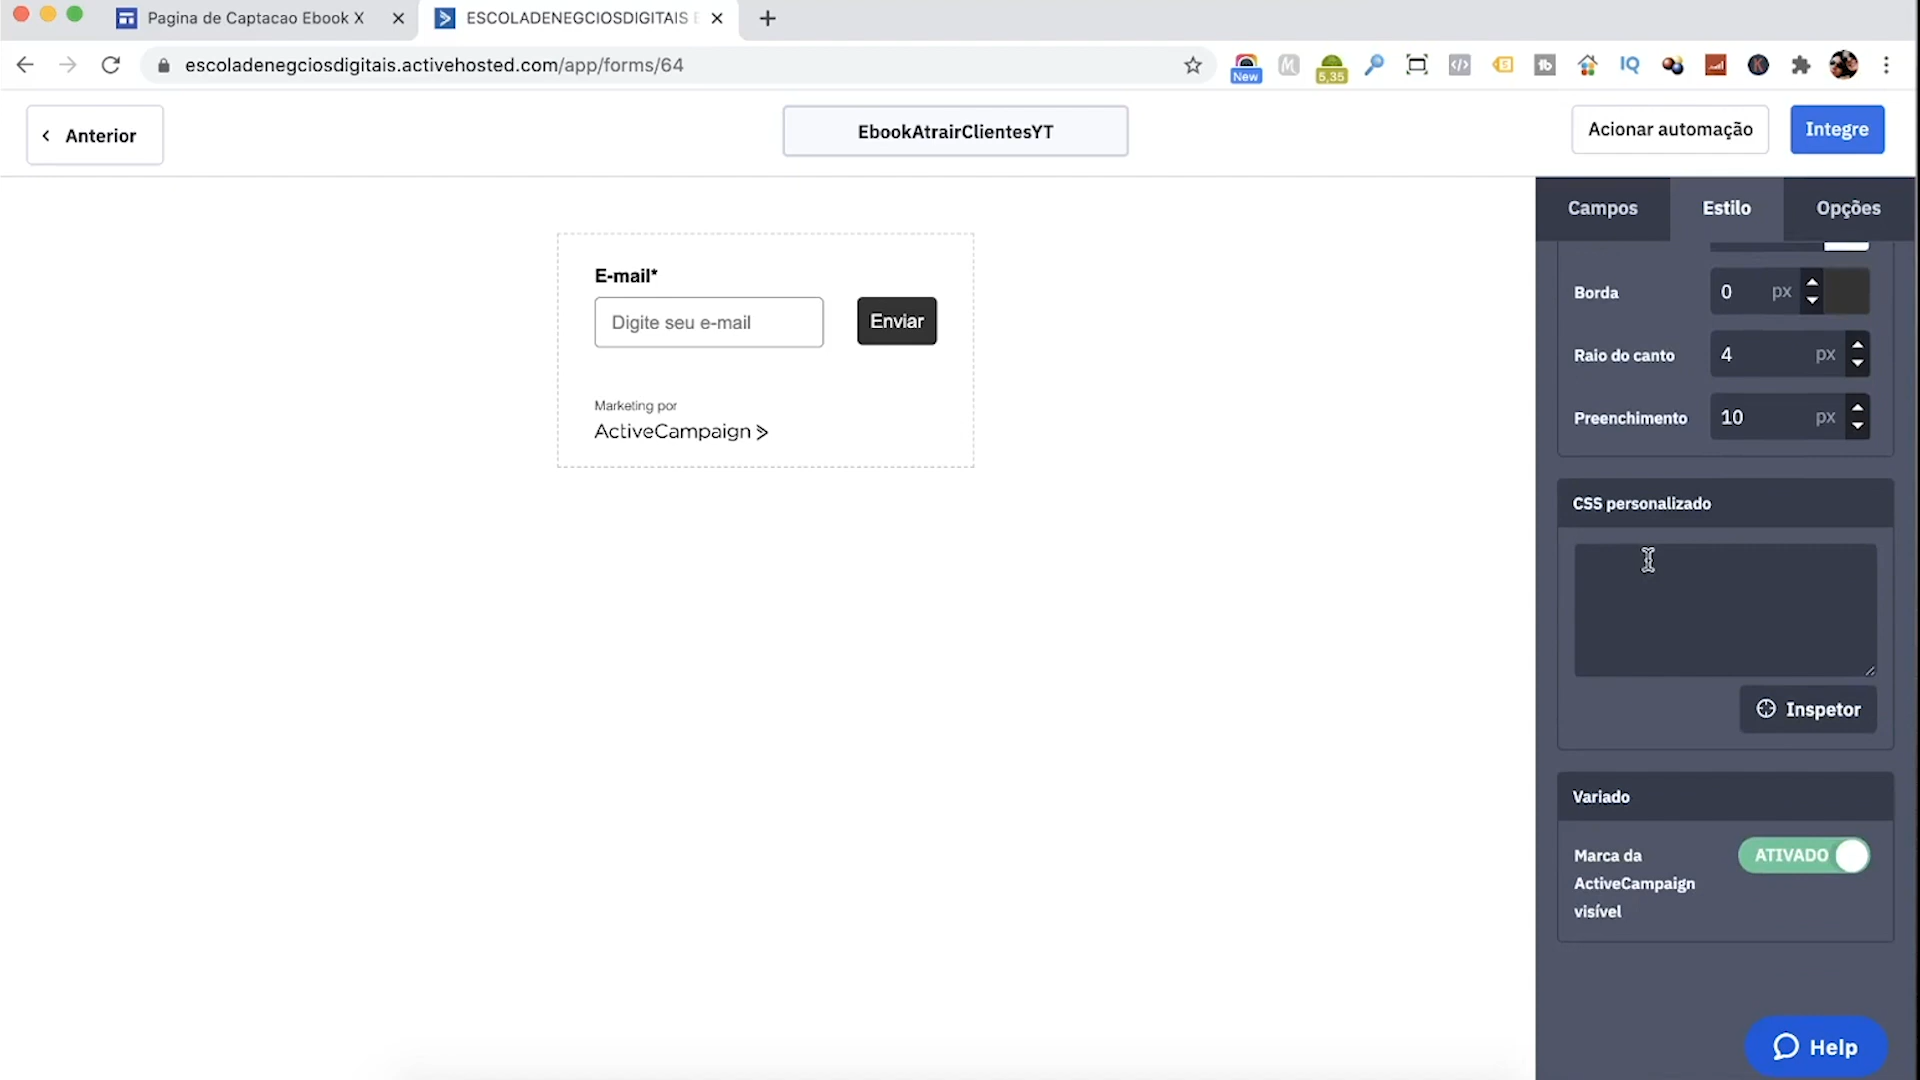 Pagina de Captacao Ebook X
ESCOLADENEGCIOSDIGITAIS
escoladenegciosdigitais.activehosted.com/app/forms/64
New
5,35
IQ
Anterior
EbookAtrairClientesYT
Acionar automação
Integre
Campos
Estilo
Opções
E-mail*
Digite seu e-mail
Enviar
Marketing por
ActiveCampaign
Borda
0 px
Raio do canto
4 px
Preenchimento
10 px
CSS personalizado
Inspetor
Variado
Marca da
ActiveCampaign
visível
ATIVADO
Help